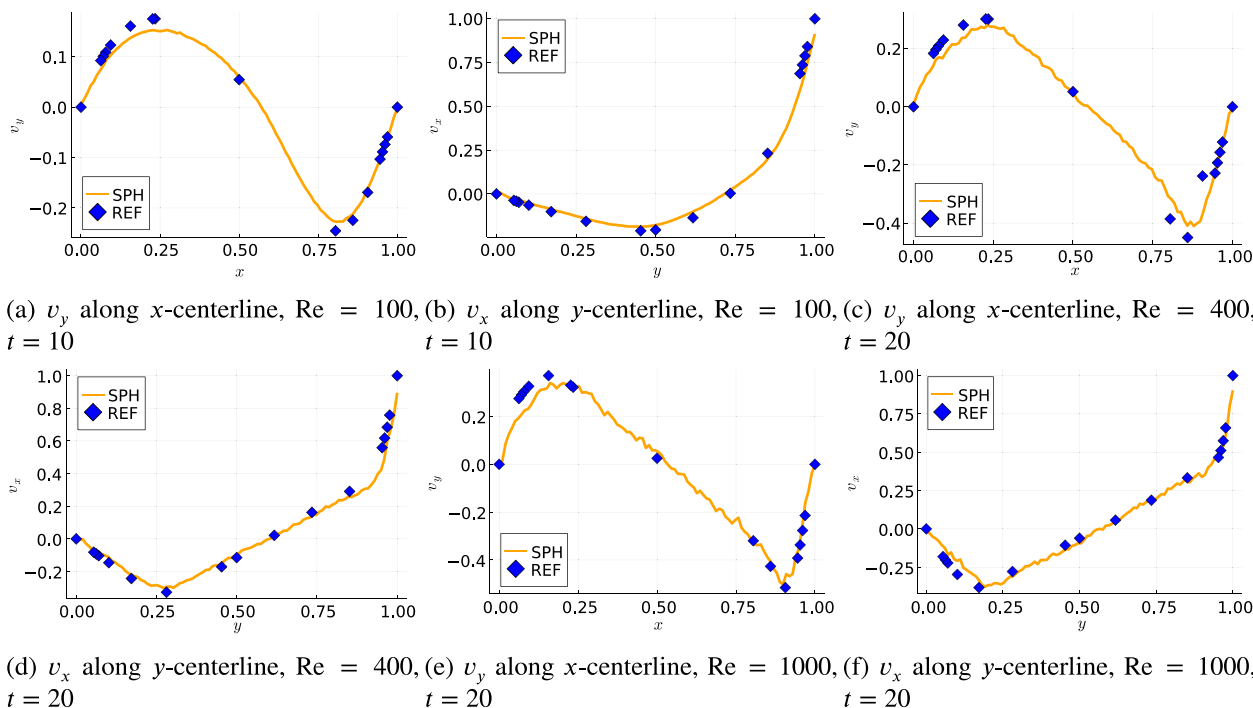 0.1
0.0
−0.1
−0.2
v_y
SPH
REF
0.00 0.25 0.50 0.75 1.00
x
1.00
0.75
0.50
0.25
0.00
v_x
SPH
REF
0.00 0.25 0.50 0.75 1.00
y
0.2
0.0
−0.2
−0.4
v_y
SPH
REF
0.00 0.25 0.50 0.75 1.00
x
(a) v_y along x-centerline, Re = 100,
t = 10
(b) v_x along y-centerline, Re = 100,
t = 10
(c) v_y along x-centerline, Re = 400,
t = 20
1.0
0.8
0.6
0.4
0.2
0.0
−0.2
v_x
SPH
REF
0.00 0.25 0.50 0.75 1.00
y
0.2
0.0
−0.2
−0.4
v_y
SPH
REF
0.00 0.25 0.50 0.75 1.00
x
1.00
0.75
0.50
0.25
0.00
−0.25
v_x
SPH
REF
0.00 0.25 0.50 0.75 1.00
y
(d) v_x along y-centerline, Re = 400,
t = 20
(e) v_y along x-centerline, Re = 1000,
t = 20
(f) v_x along y-centerline, Re = 1000,
t = 20